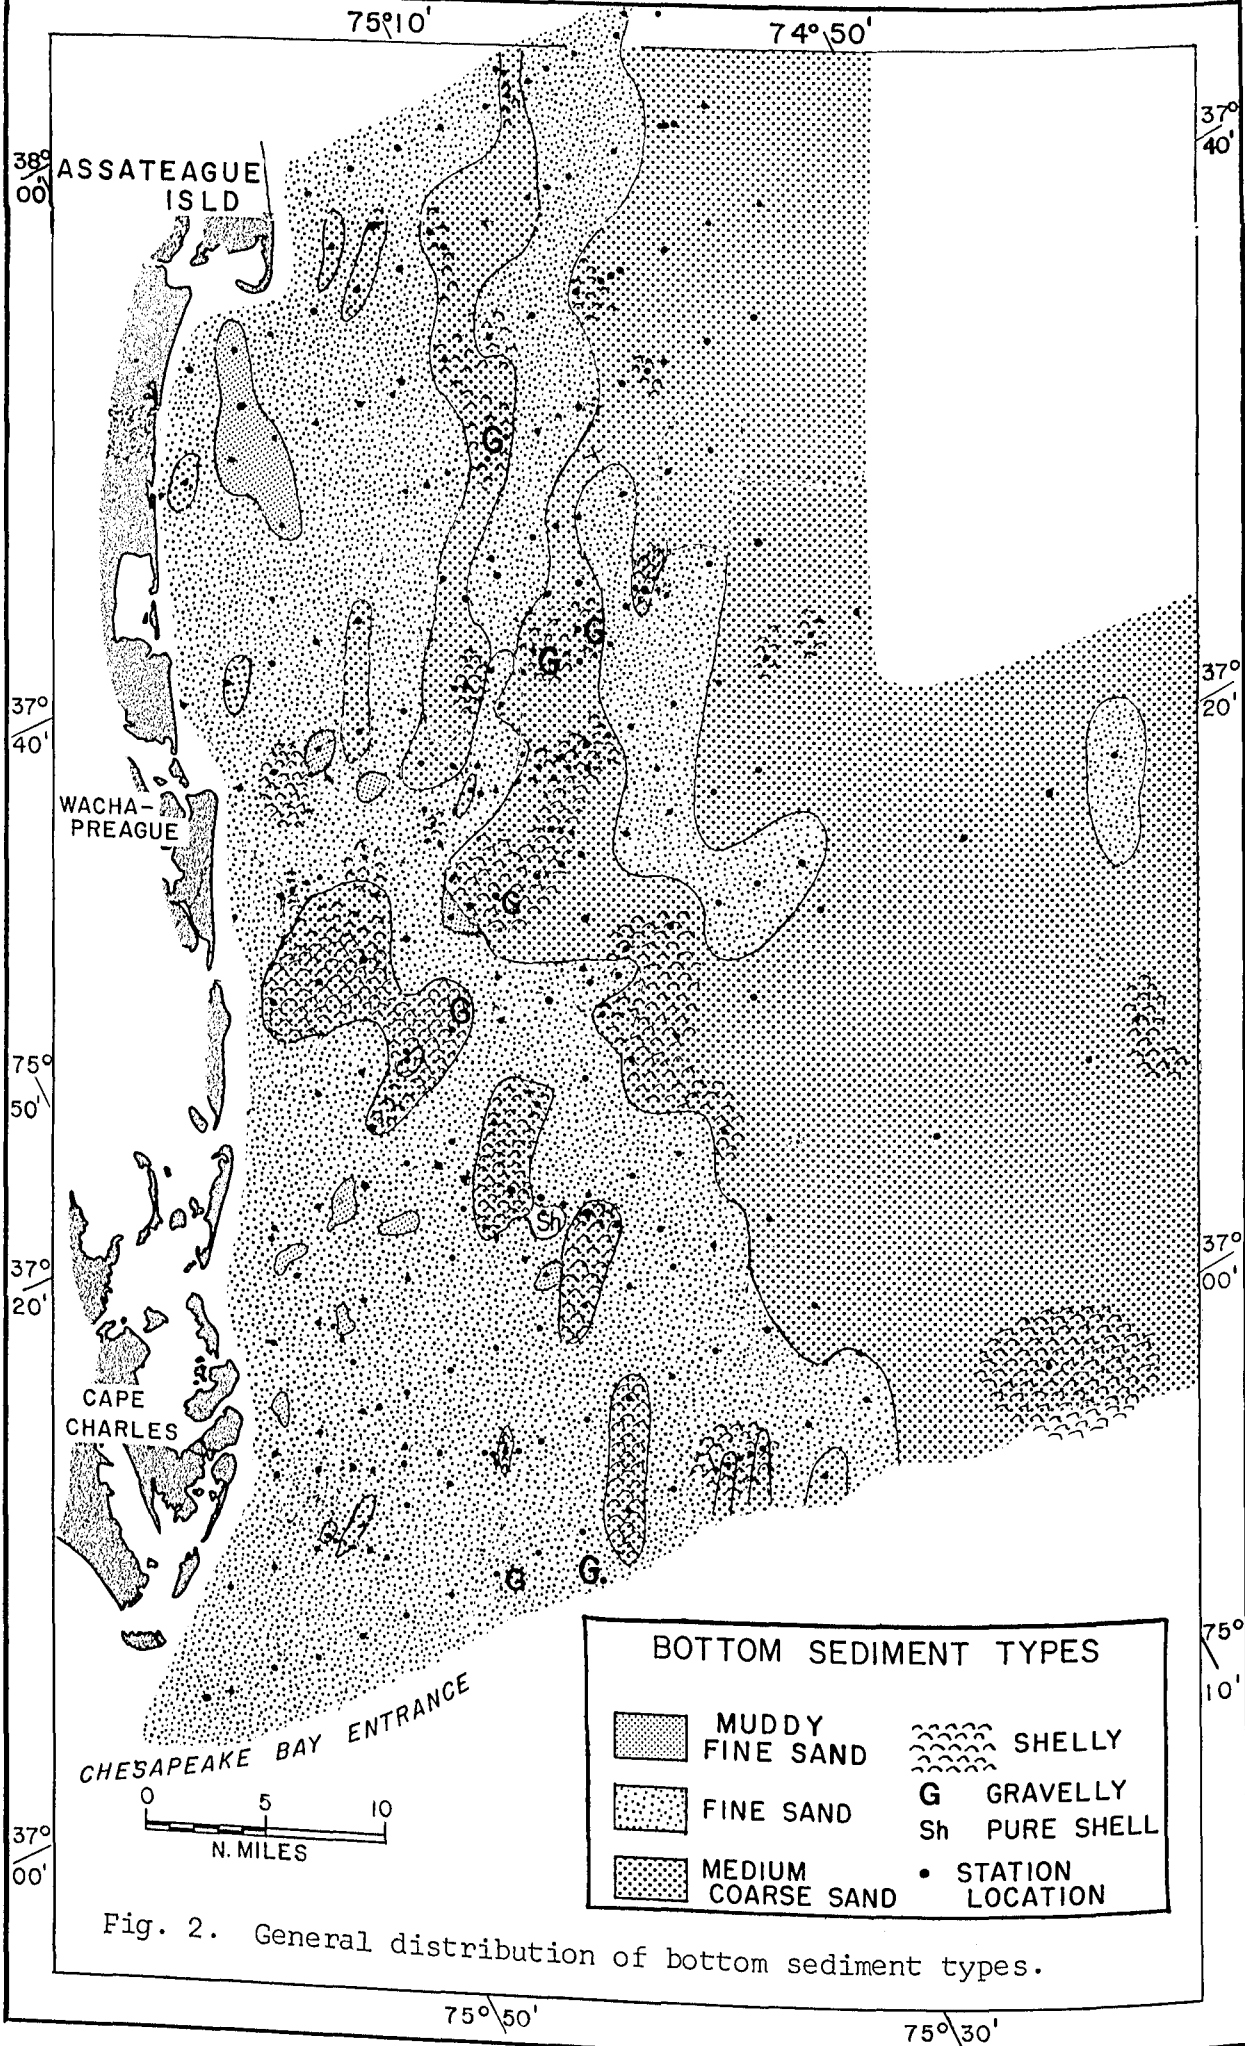 75° 10'
74° 50'
37°
40'
38°
00'
ASSATEAGUE
ISLD
G
G
G
37°
20'
37°
40'
WACHA-
PREAGUE
G
G
75°
50'
Sh
37°
00'
37°
20'
CAPE
CHARLES
G
G
75°
10'
CHESAPEAKE BAY ENTRANCE
0 5 10
N. MILES
37°
00'
BOTTOM SEDIMENT TYPES
MUDDY
FINE SAND
FINE SAND
MEDIUM
COARSE SAND
SHELLY
G GRAVELLY
Sh PURE SHELL
• STATION
LOCATION
Fig. 2. General distribution of bottom sediment types.
75° 50'
75° 30'